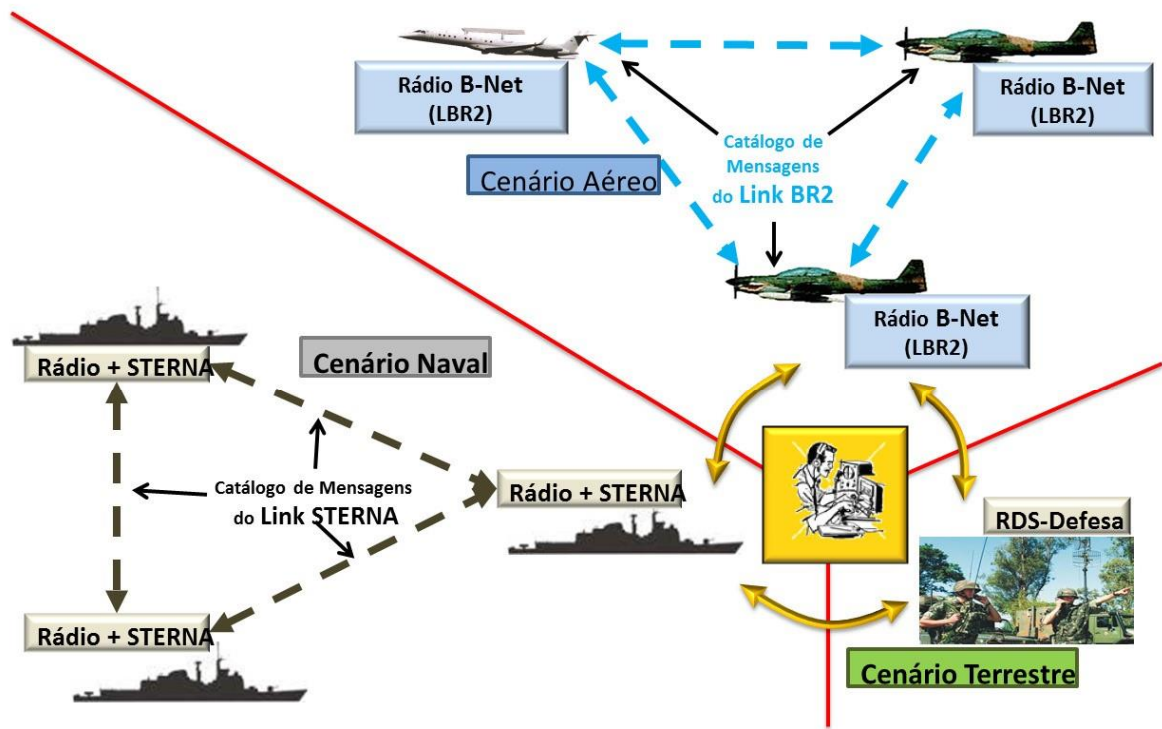 Rádio B-Net
(LBR2)
Rádio B-Net
(LBR2)
Catálogo de
Mensagens
do Link BR2
Cenário Aéreo
Rádio B-Net
(LBR2)
Rádio + STERNA
Cenário Naval
Catálogo de Mensagens
do Link STERNA
Rádio + STERNA
Rádio + STERNA
RDS-Defesa
Cenário Terrestre